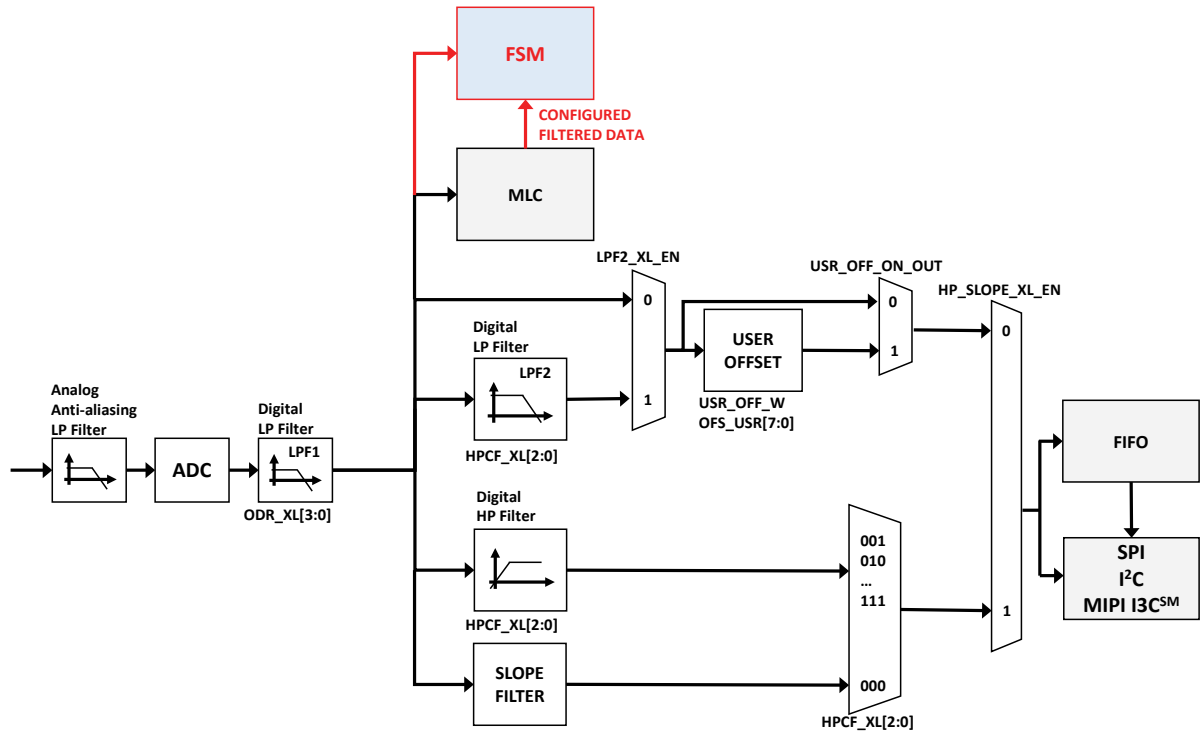 FSM
CONFIGURED
FILTERED DATA
MLC
LPF2_XL_EN
0
1
USR_OFF_ON_OUT
0
1
HP_SLOPE_XL_EN
0
1
Digital
LP Filter
LPF2
HPCF_XL[2:0]
USER
OFFSET
USR_OFF_W
OFS_USR[7:0]
Analog
Anti-aliasing
LP Filter
ADC
Digital
LP Filter
LPF1
ODR_XL[3:0]
FIFO
SPI
I²C
MIPI I3Cˢᴹ
Digital
HP Filter
HPCF_XL[2:0]
001
010
...
111
000
HPCF_XL[2:0]
SLOPE
FILTER